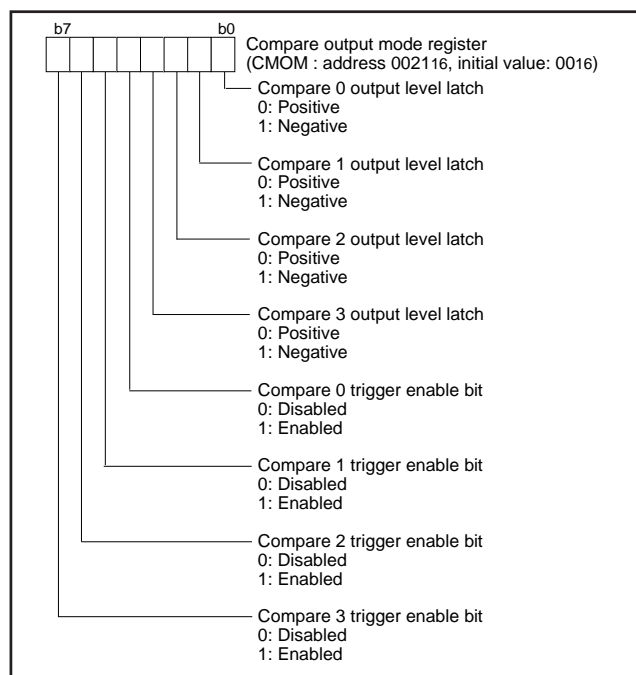 b7 b0
Compare output mode register
(CMOM : address 002116, initial value: 0016)
Compare 0 output level latch
0: Positive
1: Negative
Compare 1 output level latch
0: Positive
1: Negative
Compare 2 output level latch
0: Positive
1: Negative
Compare 3 output level latch
0: Positive
1: Negative
Compare 0 trigger enable bit
0: Disabled
1: Enabled
Compare 1 trigger enable bit
0: Disabled
1: Enabled
Compare 2 trigger enable bit
0: Disabled
1: Enabled
Compare 3 trigger enable bit
0: Disabled
1: Enabled